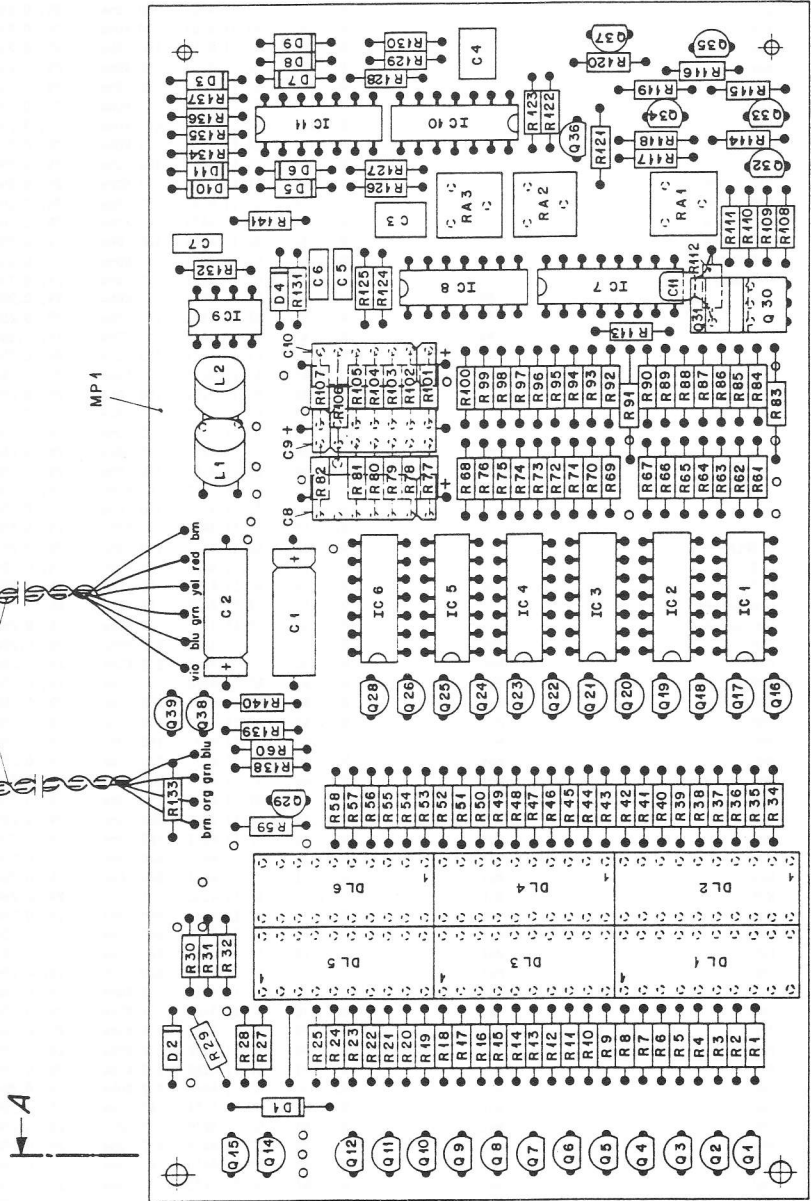 A
MP1
vio blu grn yel red brn
brn org grn blu
D3
R137
R136
R135
R134
D11
D10
D9
D8
D7
IC11
D6
D5
R130
R129
R128
IC10
R127
R126
C4
R123
R122
Q37
R120
Q36
R121
Q35
R116
R119
R115
Q34
Q33
R118
R117
R114
Q32
R141
C7
R132
C3
RA3
RA2
RA1
R111
R110
R109
R108
IC9
D4
R131
C6
C5
R125
R124
IC8
IC7
C11
R112
Q31
Q30
R113
L2
L1
C10
R107
R106
R105
R104
R103
R102
R101
+
C9 +
R100
R99
R98
R97
R96
R95
R94
R93
R92
R91
R90
R89
R88
R87
R86
R85
R84
R83
C8
R82
R81
R80
R79
R78
R77
+
R68
R76
R75
R74
R73
R72
R71
R70
R69
R67
R66
R65
R64
R63
R62
R61
C2 +
C1 +
IC6
IC5
IC4
IC3
IC2
IC1
Q39
Q38
R140
R139
R60
R138
Q28
Q26
Q25
Q24
Q23
Q22
Q21
Q20
Q19
Q18
Q17
Q16
R133
Q29
R59
R58
R57
R56
R55
R54
R53
R52
R51
R50
R49
R48
R47
R46
R45
R44
R43
R42
R41
R40
R39
R38
R37
R36
R35
R34
DL6 1
DL4 1
DL2 1
DL5 1
DL3 1
DL1 1
R30
R31
R32
D2
R29
R28
R27
R25
R24
R23
R22
R21
R20
R19
R18
R17
R16
R15
R14
R13
R12
R11
R10
R9
R8
R7
R6
R5
R4
R3
R2
R1
D1
Q15
Q14
Q12
Q11
Q10
Q9
Q8
Q7
Q6
Q5
Q4
Q3
Q2
Q1